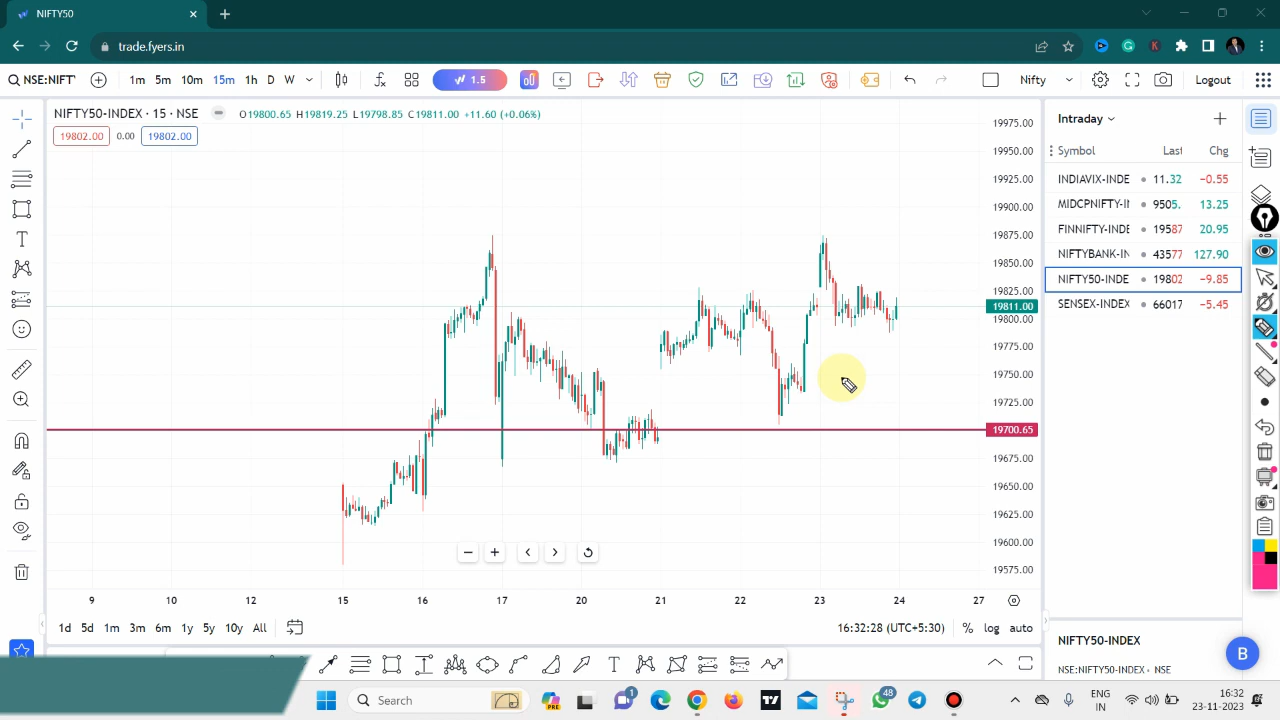 NIFTY50
trade.fyers.in
NSE:NIFT
1m 5m 10m 15m 1h D W
1.5
Nifty
Logout
NIFTY50-INDEX · 15 · NSE
O19800.65 H19819.25 L19798.85 C19811.00 +11.60 (+0.06%)
19802.00 0.00 19802.00
19975.00
19950.00
19925.00
19900.00
19875.00
19850.00
19825.00
19811.00
19800.00
19775.00
19750.00
19725.00
19700.65
19675.00
19650.00
19625.00
19600.00
19575.00
9 10 12 15 16 17 20 21 22 23 24 27
1d 5d 1m 3m 6m 1y 5y 10y All
16:32:28 (UTC+5:30) % log auto
Intraday
Symbol Last Chg
INDIAVIX-INDE 11.32 −0.55
MIDCPNIFTY-II 9505. 13.25
FINNIFTY-INDE 19587 20.95
NIFTYBANK-IN 43577 127.90
NIFTY50-INDE 19802 −9.85
SENSEX-INDEX 66017 −5.45
NIFTY50-INDEX
NSE:NIFTY50-INDEX · NSE
B
Search
PRE
1
48
ENG
IN
16:32
23-11-2023